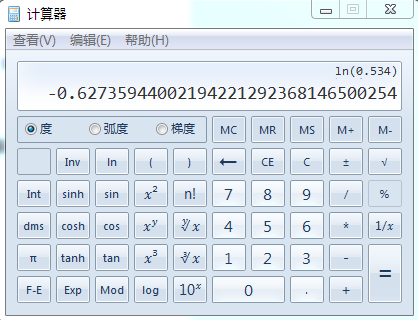 计算器
查看(V) 编辑(E) 帮助(H)
ln(0.534)
-0.62735944002194221292368146500254
度 弧度 梯度 MC MR MS M+ M-
Inv ln ( ) ← CE C ± √
Int sinh sin x² n! 7 8 9 / %
dms cosh cos xʸ ʸ√x 4 5 6 * 1/x
π tanh tan x³ ³√x 1 2 3 - =
F-E Exp Mod log 10ˣ 0 . +